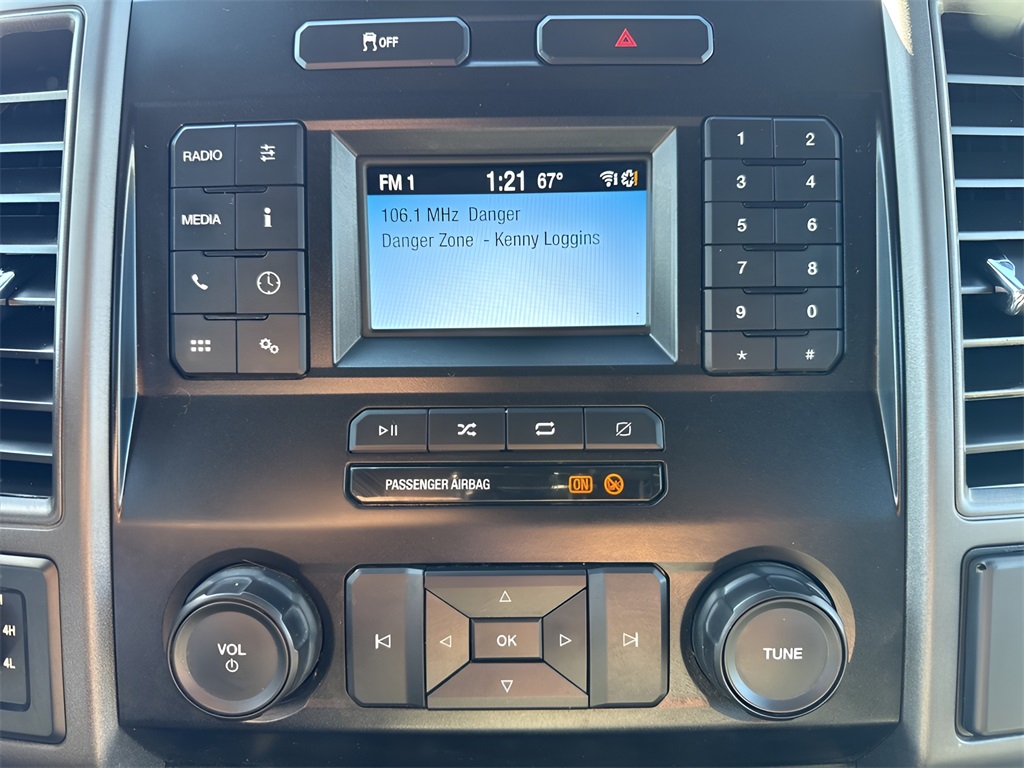 OFF
RADIO
MEDIA
FM 1 1:21 67°
106.1 MHz Danger
Danger Zone - Kenny Loggins
1 2
3 4
5 6
7 8
9 0
* #
PASSENGER AIRBAG ON
4H
4L
VOL
OK
TUNE